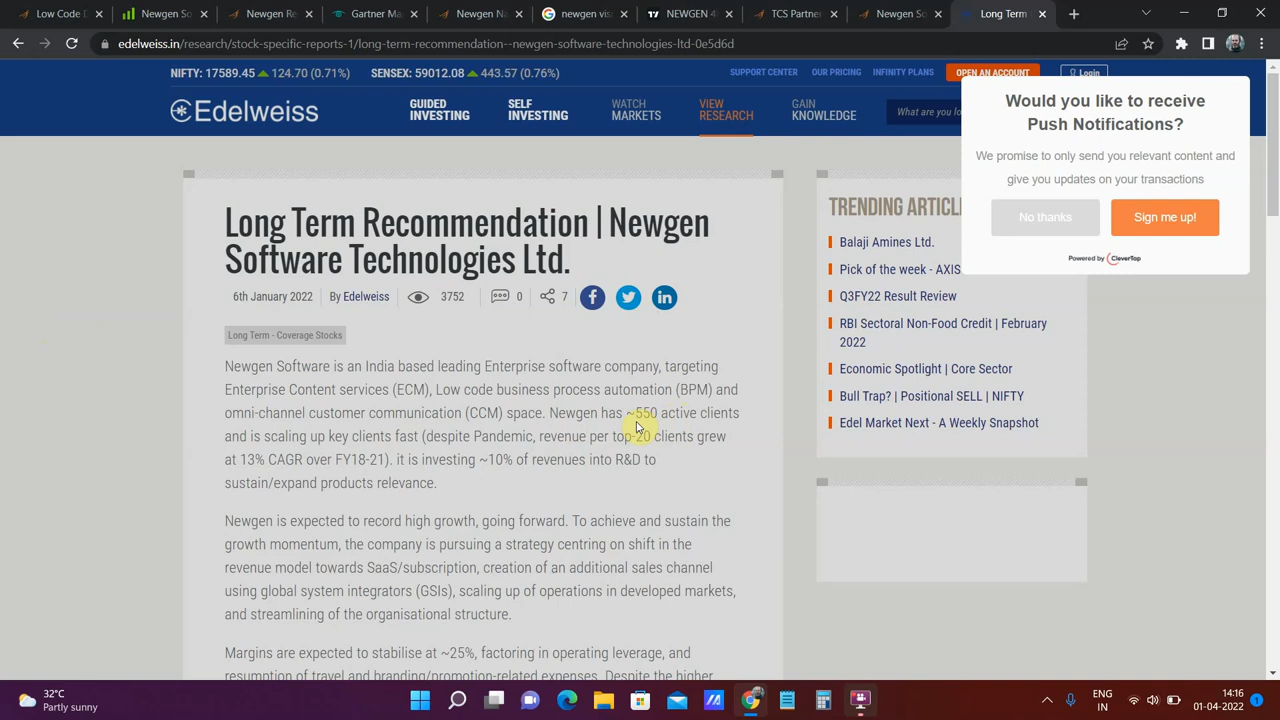 Low Code D
Newgen So
Newgen Re
Gartner Ma
Newgen Na
newgen visa
NEWGEN 4
TCS Partner
Newgen So
Long Term
edelweiss.in/research/stock-specific-reports-1/long-term-recommendation--newgen-software-technologies-ltd-0e5d6d
NIFTY: 17589.45 124.70 (0.71%) SENSEX: 59012.08 443.57 (0.76%)
SUPPORT CENTER OUR PRICING INFINITY PLANS OPEN AN ACCOUNT Login
Edelweiss
GUIDED INVESTING
SELF INVESTING
WATCH MARKETS
VIEW RESEARCH
GAIN KNOWLEDGE
What are you lo
Would you like to receive
Push Notifications?
We promise to only send you relevant content and
give you updates on your transactions
No thanks Sign me up!
Powered by CleverTap
Long Term Recommendation | Newgen
Software Technologies Ltd.
6th January 2022 By Edelweiss 3752 0 7
Long Term - Coverage Stocks
Newgen Software is an India based leading Enterprise software company, targeting
Enterprise Content services (ECM), Low code business process automation (BPM) and
omni-channel customer communication (CCM) space. Newgen has ~550 active clients
and is scaling up key clients fast (despite Pandemic, revenue per top-20 clients grew
at 13% CAGR over FY18-21). it is investing ~10% of revenues into R&D to
sustain/expand products relevance.
Newgen is expected to record high growth, going forward. To achieve and sustain the
growth momentum, the company is pursuing a strategy centring on shift in the
revenue model towards SaaS/subscription, creation of an additional sales channel
using global system integrators (GSIs), scaling up of operations in developed markets,
and streamlining of the organisational structure.
Margins are expected to stabilise at ~25%, factoring in operating leverage, and
resumption of travel and branding/promotion-related expenses. Despite the higher
TRENDING ARTICL
Balaji Amines Ltd.
Pick of the week - AXIS
Q3FY22 Result Review
RBI Sectoral Non-Food Credit | February
2022
Economic Spotlight | Core Sector
Bull Trap? | Positional SELL | NIFTY
Edel Market Next - A Weekly Snapshot
32°C
Partly sunny
ENG
IN
14:16
01-04-2022
1